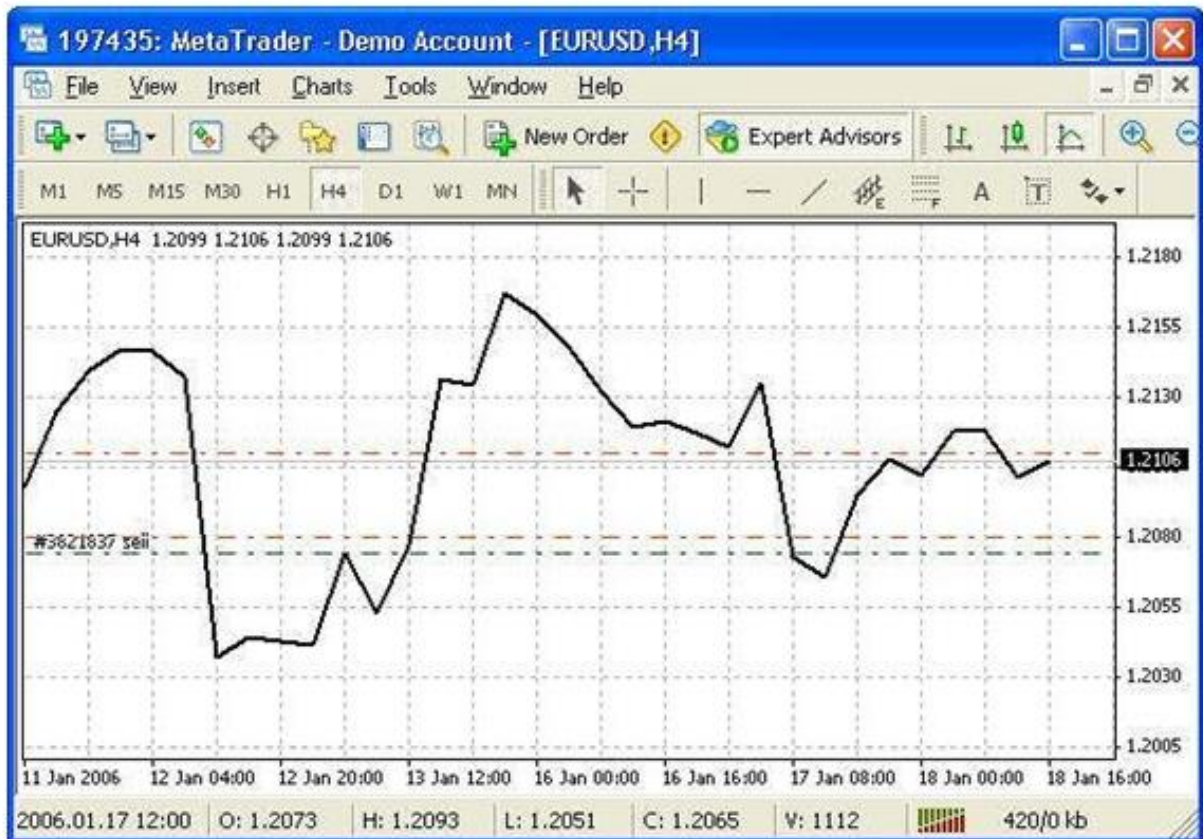 197435: MetaTrader - Demo Account - [EURUSD,H4]
File View Insert Charts Tools Window Help
New Order Expert Advisors
M1 M5 M15 M30 H1 H4 D1 W1 MN E F A T
EURUSD,H4 1.2099 1.2106 1.2099 1.2106
1.2180
1.2155
1.2130
1.2106
#3621837 sell
1.2080
1.2055
1.2030
1.2005
11 Jan 2006 12 Jan 04:00 12 Jan 20:00 13 Jan 12:00 16 Jan 00:00 16 Jan 16:00 17 Jan 08:00 18 Jan 00:00 18 Jan 16:00
2006.01.17 12:00 O: 1.2073 H: 1.2093 L: 1.2051 C: 1.2065 V: 1112 420/0 kb